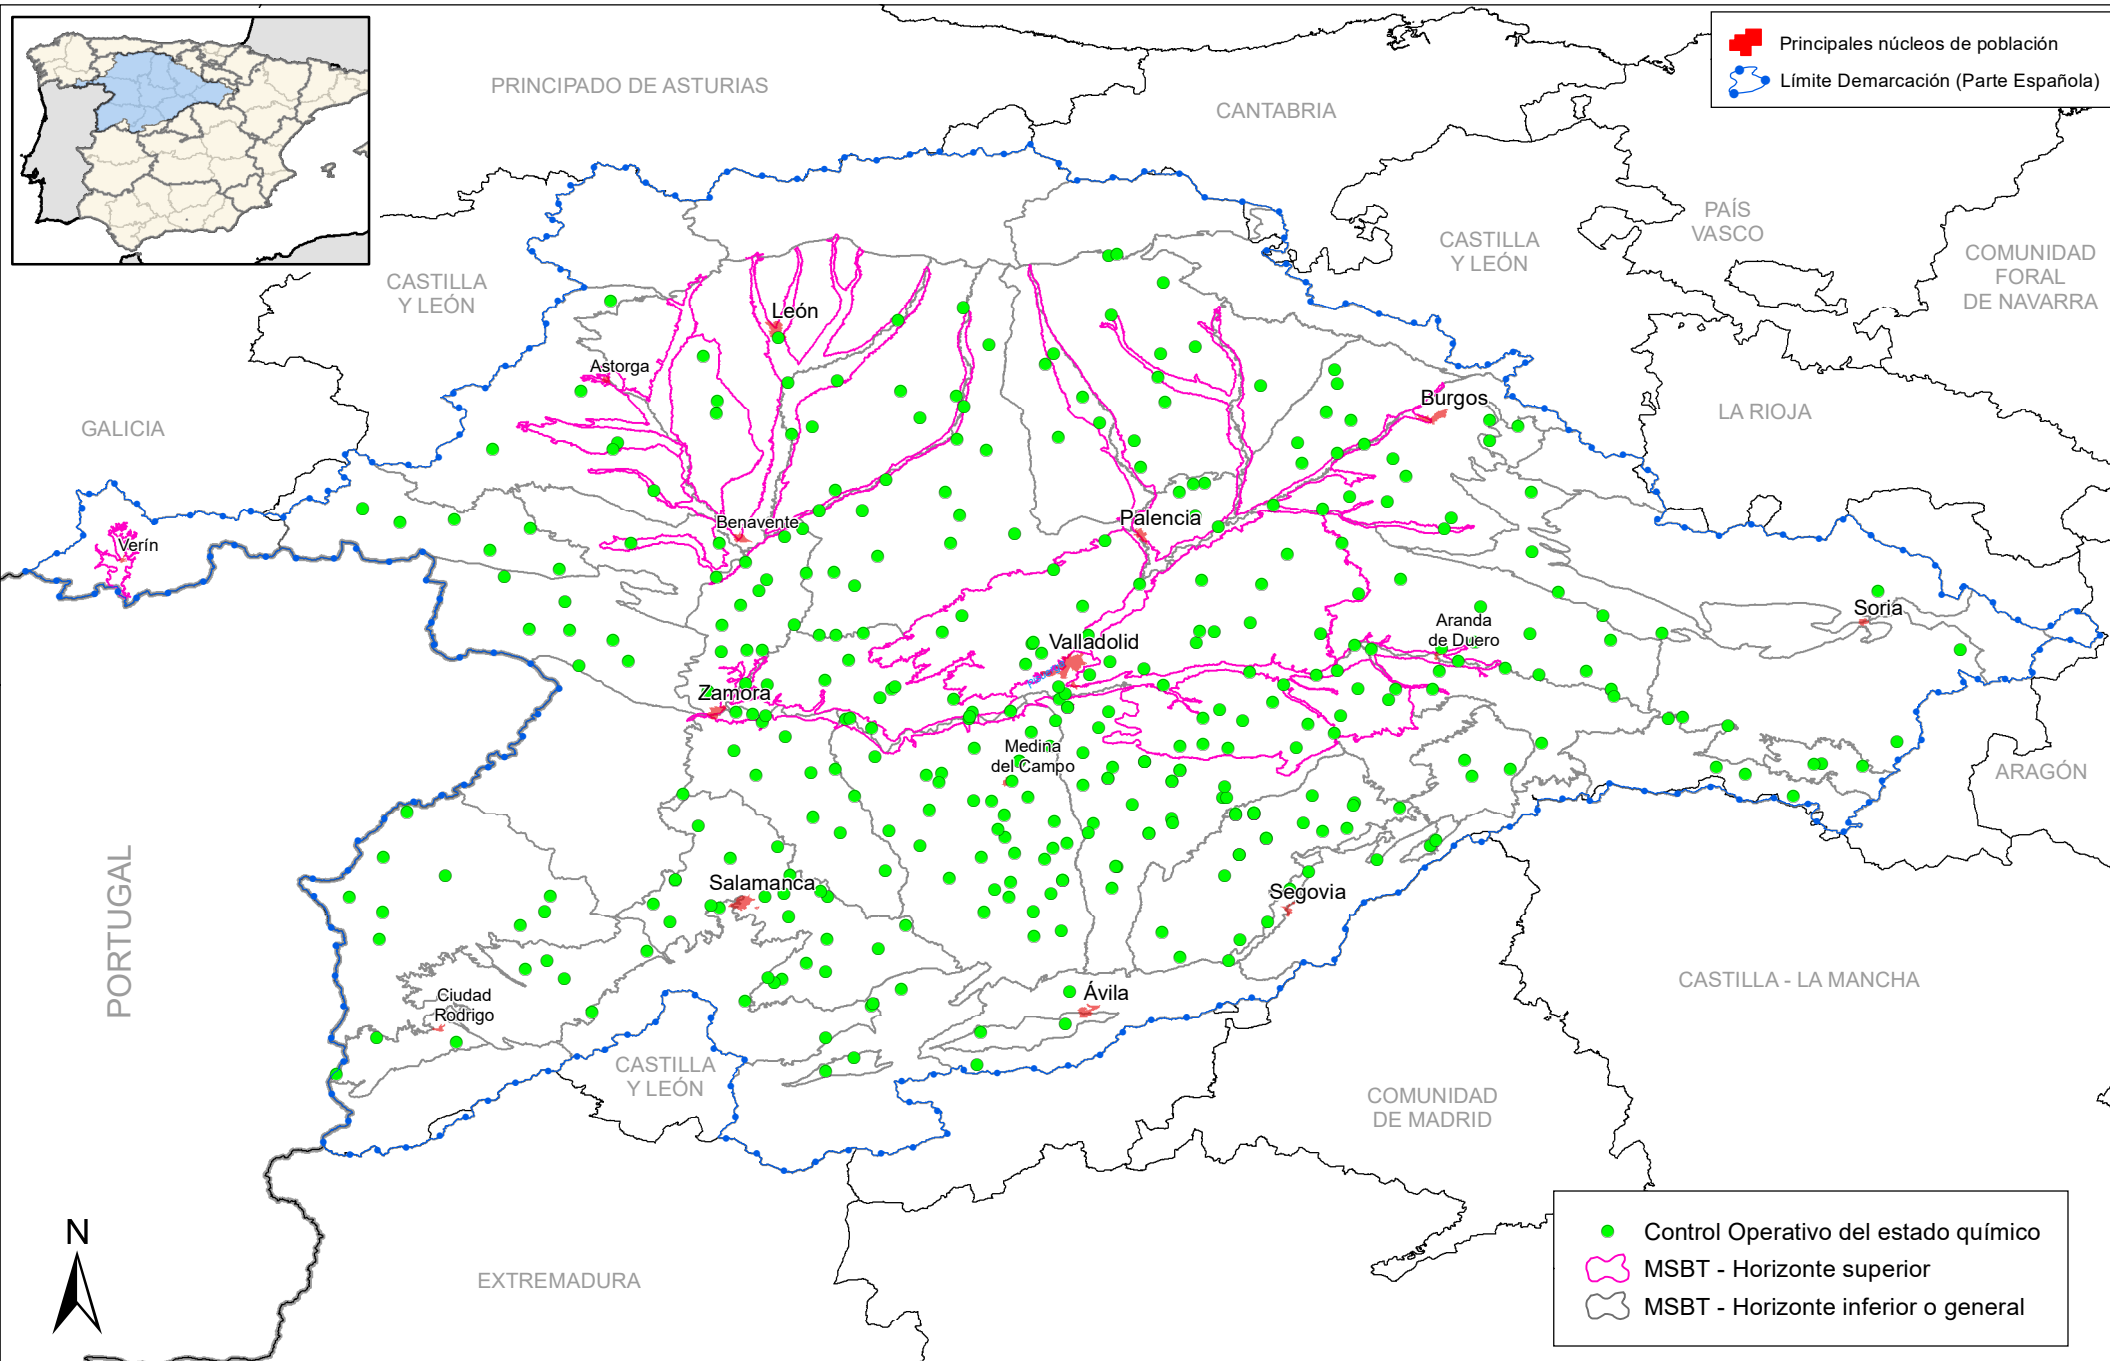 Principales núcleos de población
Límite Demarcación (Parte Española)
PRINCIPADO DE ASTURIAS
CANTABRIA
PAÍS
VASCO
CASTILLA
Y LEÓN
COMUNIDAD
FORAL
DE NAVARRA
CASTILLA
Y LEÓN
León
Astorga
Burgos
LA RIOJA
GALICIA
Benavente
Palencia
Verín
Soria
Aranda
de Duero
Valladolid
Zamora
Medina
del Campo
ARAGÓN
PORTUGAL
Salamanca
Segovia
CASTILLA - LA MANCHA
Ciudad
Rodrigo
Ávila
CASTILLA
Y LEÓN
COMUNIDAD
DE MADRID
EXTREMADURA
N
Control Operativo del estado químico
MSBT - Horizonte superior
MSBT - Horizonte inferior o general